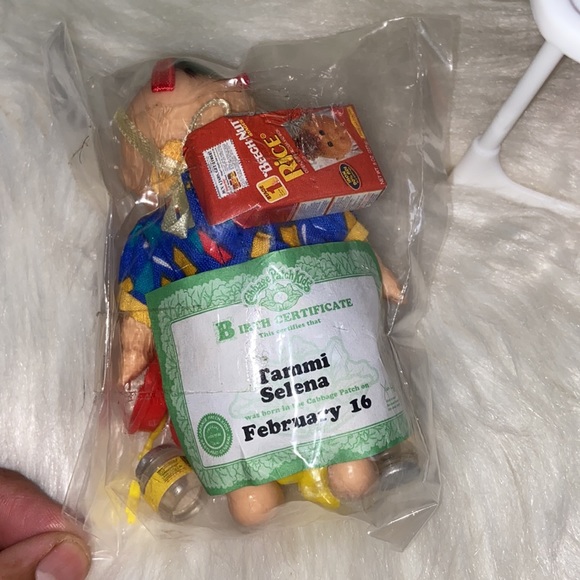 BEECH-NUT
RICE
Cabbage Patch Kids
BIRTH CERTIFICATE
This certifies that
Tammi
Selena
was born in the Cabbage Patch on
February 16